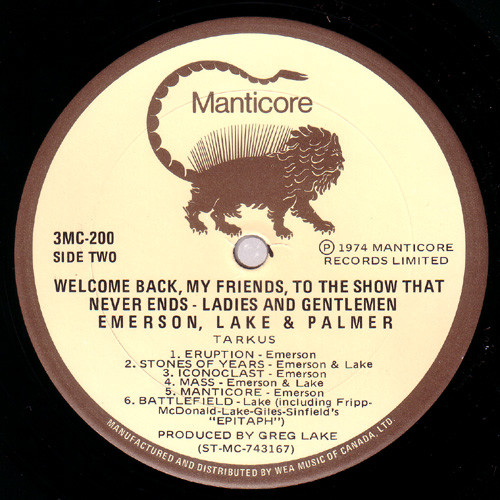 Manticore
3MC-200
SIDE TWO
℗ 1974 MANTICORE
RECORDS LIMITED
WELCOME BACK, MY FRIENDS, TO THE SHOW THAT
NEVER ENDS - LADIES AND GENTLEMEN
EMERSON, LAKE & PALMER
TARKUS
1. ERUPTION - Emerson
2. STONES OF YEARS - Emerson & Lake
3. ICONOCLAST - Emerson
4. MASS - Emerson & Lake
5. MANTICORE - Emerson
6. BATTLEFIELD - Lake (including Fripp-
McDonald-Lake-Giles-Sinfield's
"EPITAPH")
PRODUCED BY GREG LAKE
(ST-MC-743167)
MANUFACTURED AND DISTRIBUTED BY WEA MUSIC OF CANADA, LTD.